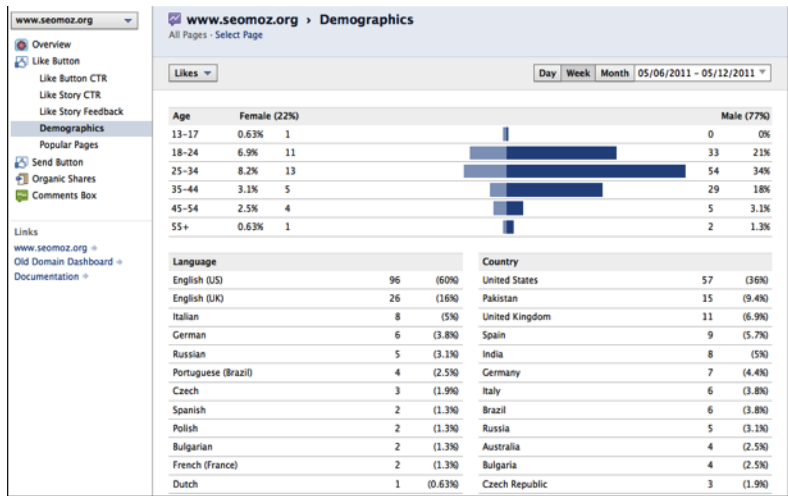 www.seomoz.org
Overview
Like Button
Like Button CTR
Like Story CTR
Like Story Feedback
Demographics
Popular Pages
Send Button
Organic Shares
Comments Box
Links
www.seomoz.org
Old Domain Dashboard
Documentation
www.seomoz.org › Demographics
All Pages - Select Page
Likes
Day Week Month 05/06/2011 - 05/12/2011
Age Female (22%) Male (77%)
13-17 0.63% 1 0 0%
18-24 6.9% 11 33 21%
25-34 8.2% 13 54 34%
35-44 3.1% 5 29 18%
45-54 2.5% 4 5 3.1%
55+ 0.63% 1 2 1.3%
Language
English (US) 96 (60%)
English (UK) 26 (16%)
Italian 8 (5%)
German 6 (3.8%)
Russian 5 (3.1%)
Portuguese (Brazil) 4 (2.5%)
Czech 3 (1.9%)
Spanish 2 (1.3%)
Polish 2 (1.3%)
Bulgarian 2 (1.3%)
French (France) 2 (1.3%)
Dutch 1 (0.63%)
Country
United States 57 (36%)
Pakistan 15 (9.4%)
United Kingdom 11 (6.9%)
Spain 9 (5.7%)
India 8 (5%)
Germany 7 (4.4%)
Italy 6 (3.8%)
Brazil 6 (3.8%)
Russia 5 (3.1%)
Australia 4 (2.5%)
Bulgaria 4 (2.5%)
Czech Republic 3 (1.9%)